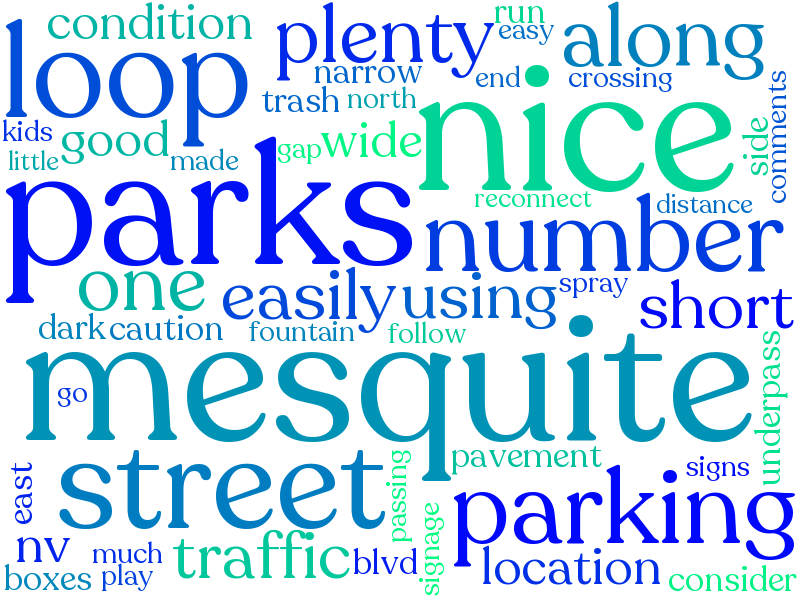 condition
loop
plenty
run
easy
along
narrow
end
crossing
trash
north
nice
comments
kids
good
gap
wide
side
little
made
parks
reconnect
distance
number
one
easily
using
spray
short
dark
caution
fountain
follow
mesquite
go
underpass
street
pavement
signs
east
passing
parking
nv
much
traffic
blvd
signage
location
boxes
play
consider